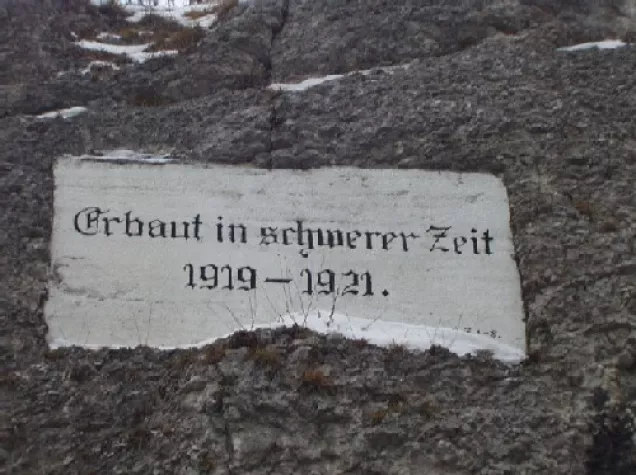 Erbaut in schwerer Zeit
1919–1921.